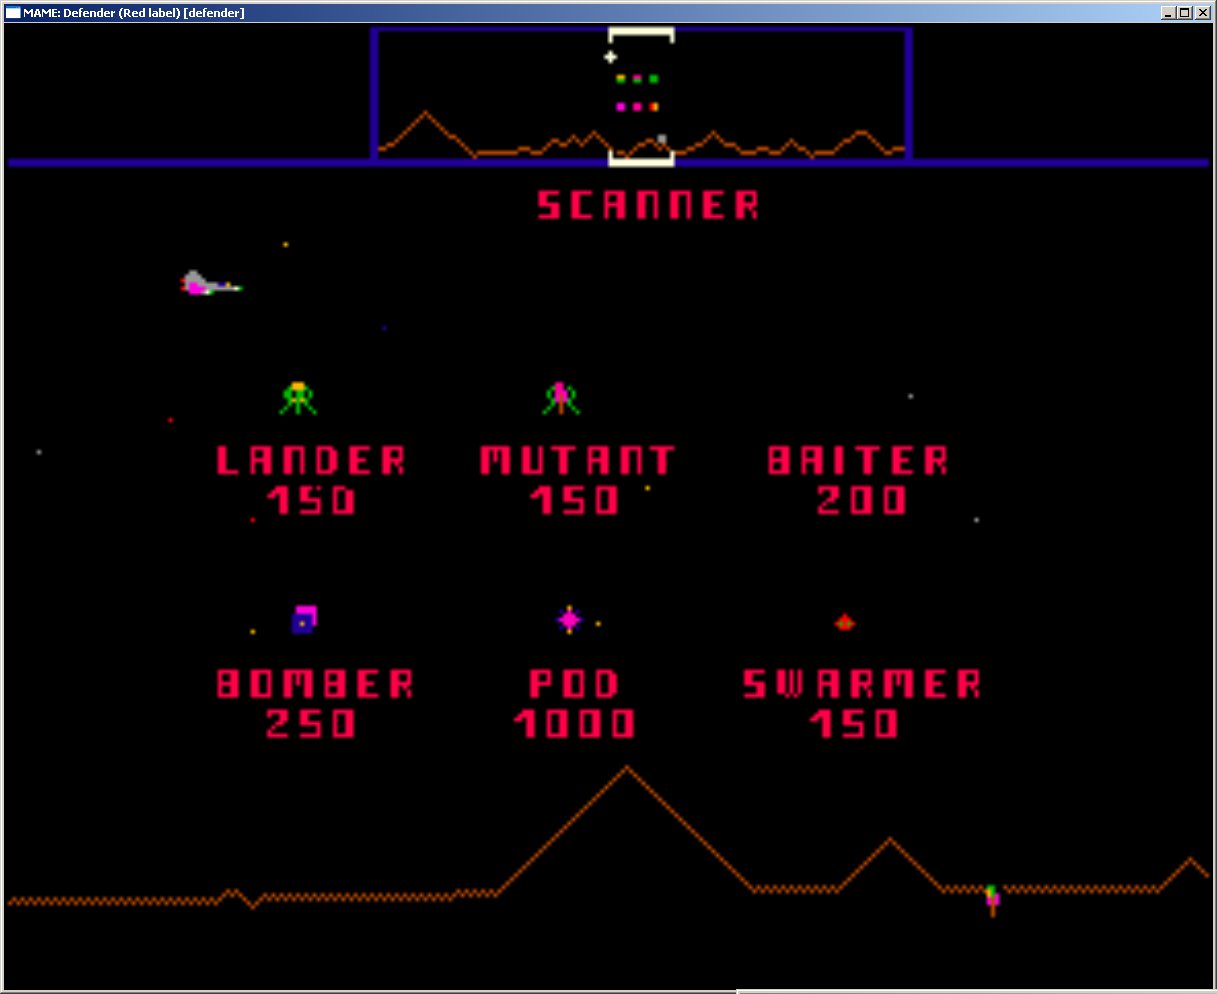 MAME: Defender (Red label) [defender]
SCANNER
LANDER MUTANT BAITER
150 150 200
BOMBER POD SWARMER
250 1000 150